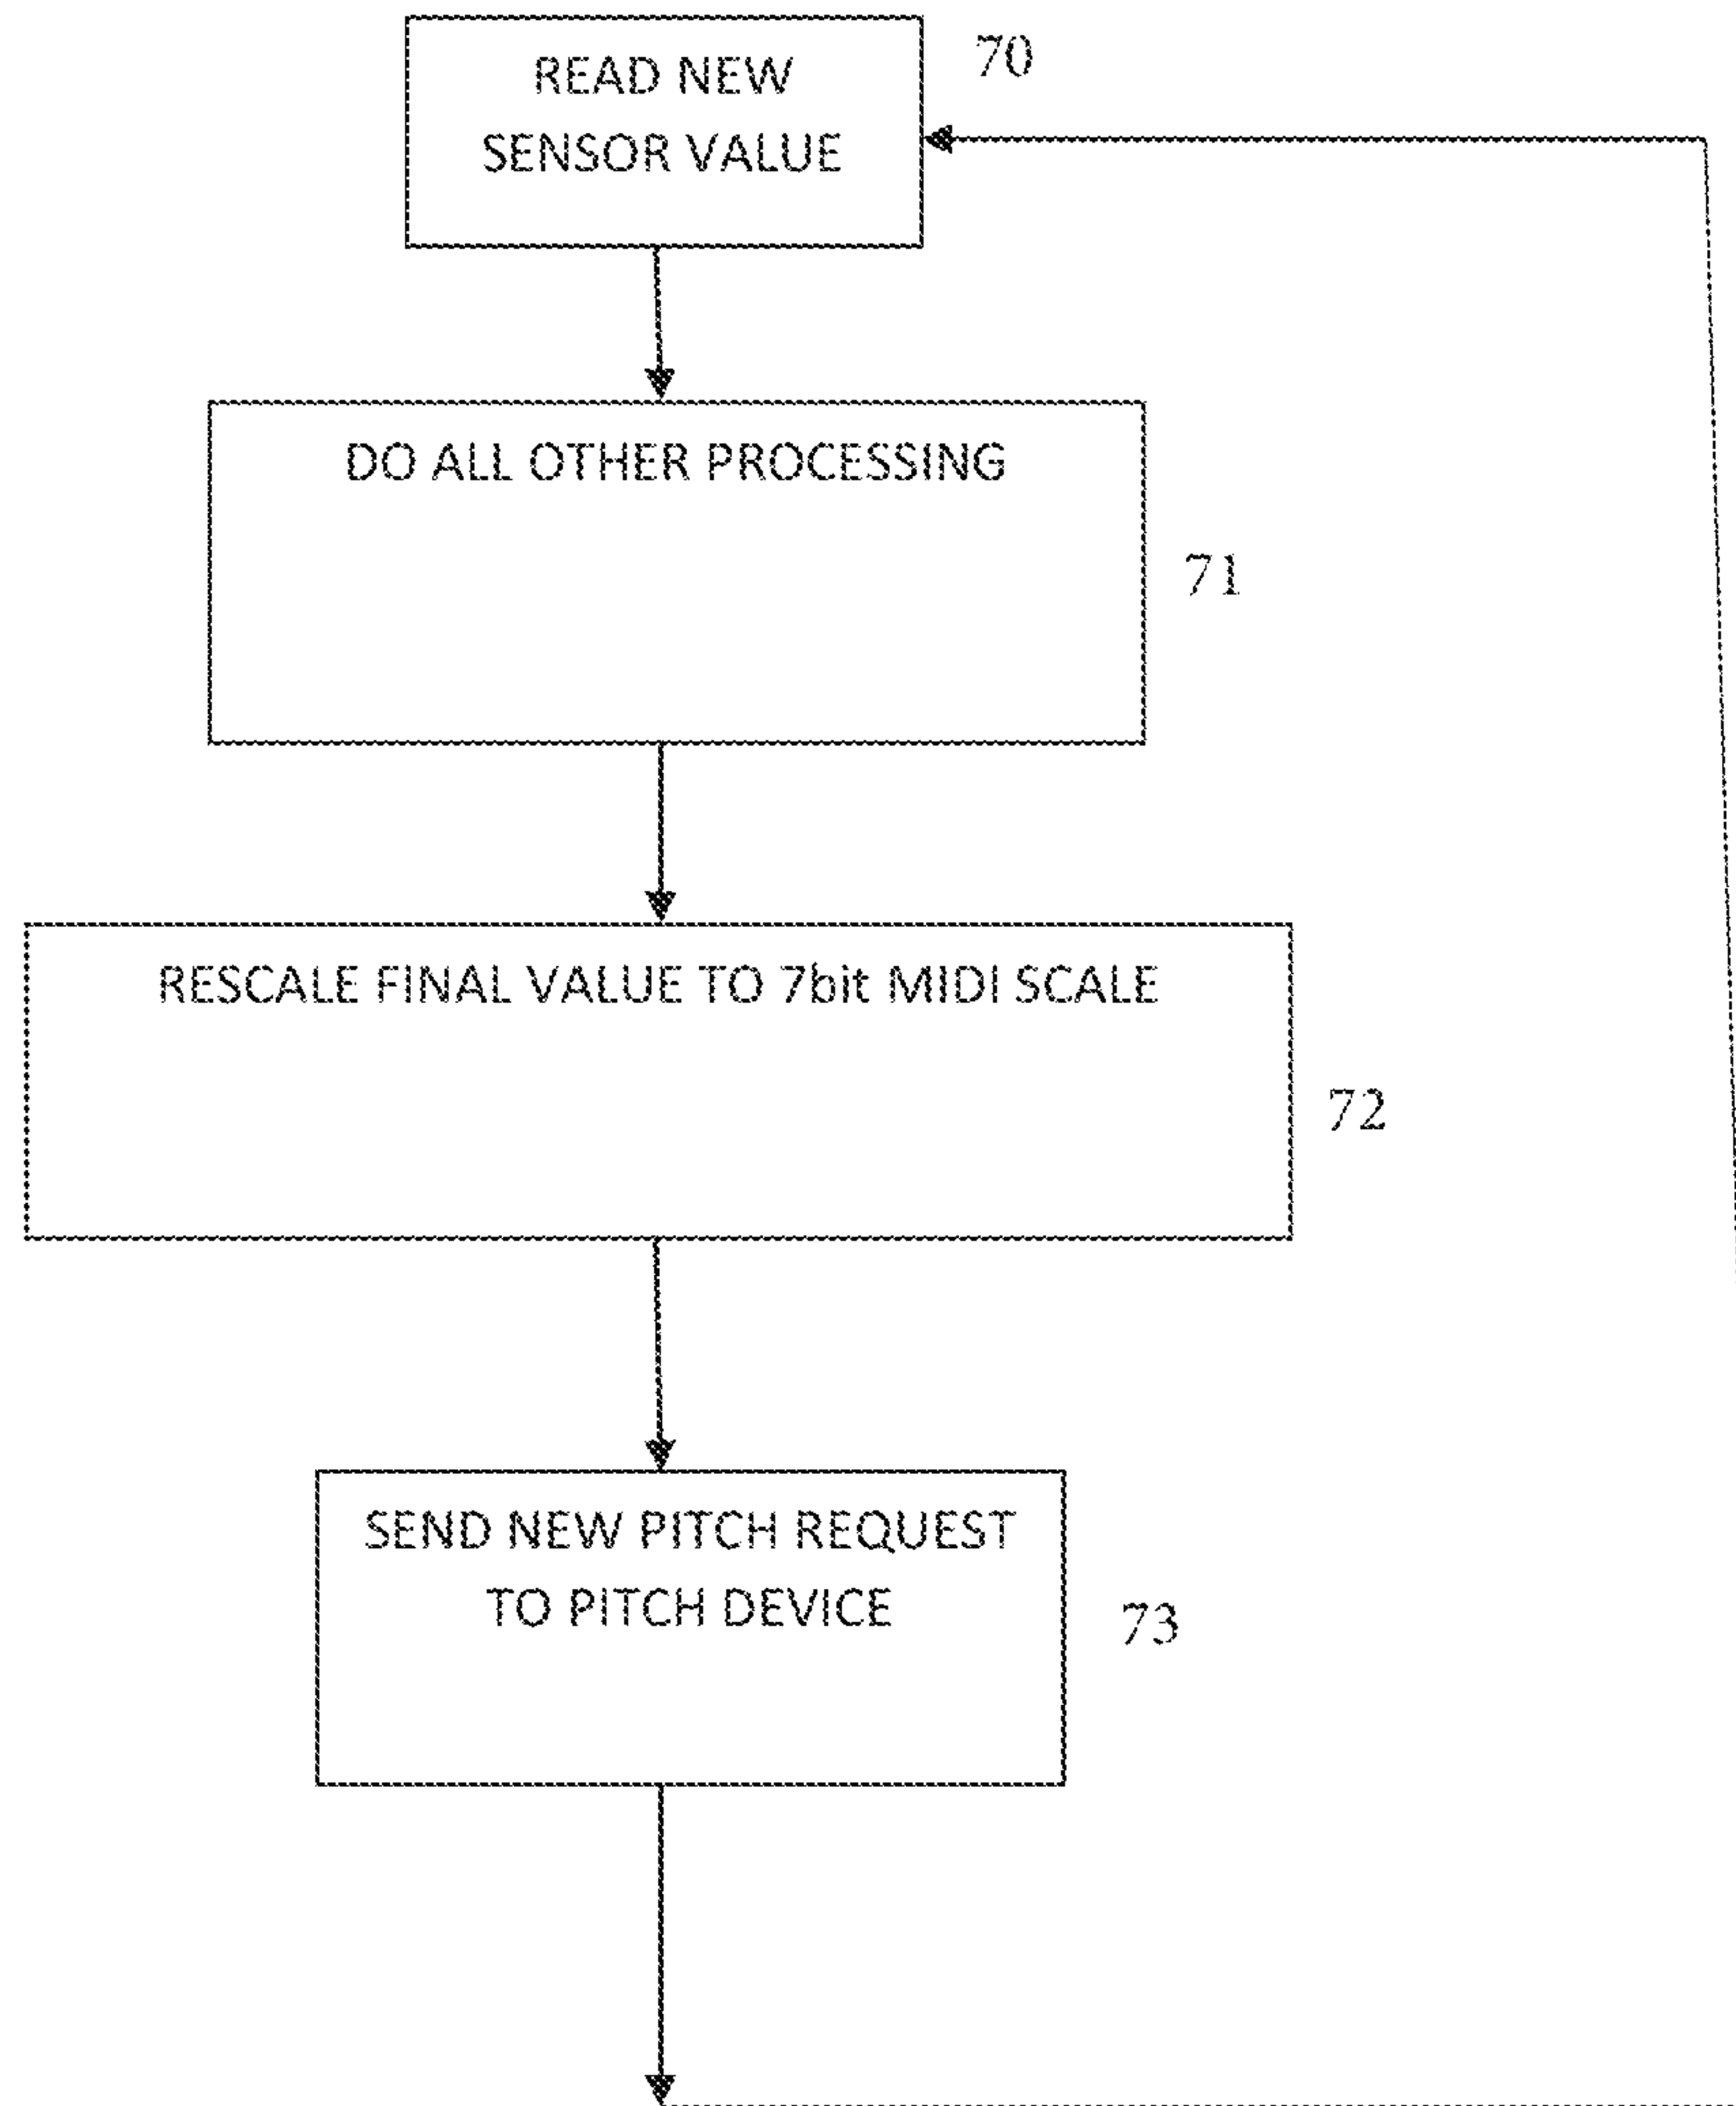 READ NEW
SENSOR VALUE
70
DO ALL OTHER PROCESSING
71
RESCALE FINAL VALUE TO 7bit MIDI SCALE
72
SEND NEW PITCH REQUEST
TO PITCH DEVICE
73